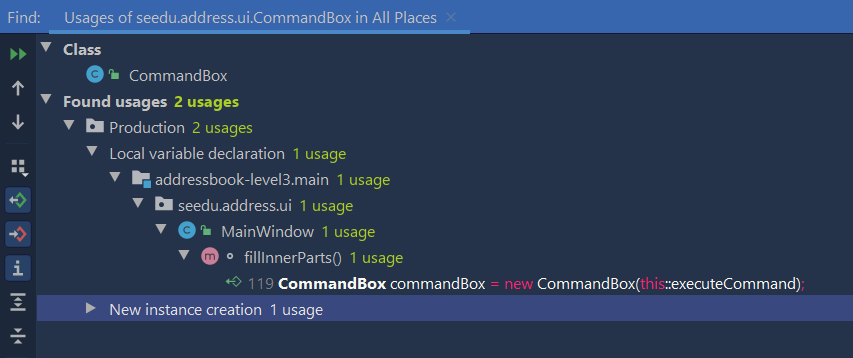 Find: Usages of seedu.address.ui.CommandBox in All Places
Class
CommandBox
Found usages 2 usages
Production 2 usages
Local variable declaration 1 usage
addressbook-level3.main 1 usage
seedu.address.ui 1 usage
MainWindow 1 usage
fillInnerParts() 1 usage
119 CommandBox commandBox = new CommandBox(this::executeCommand);
New instance creation 1 usage